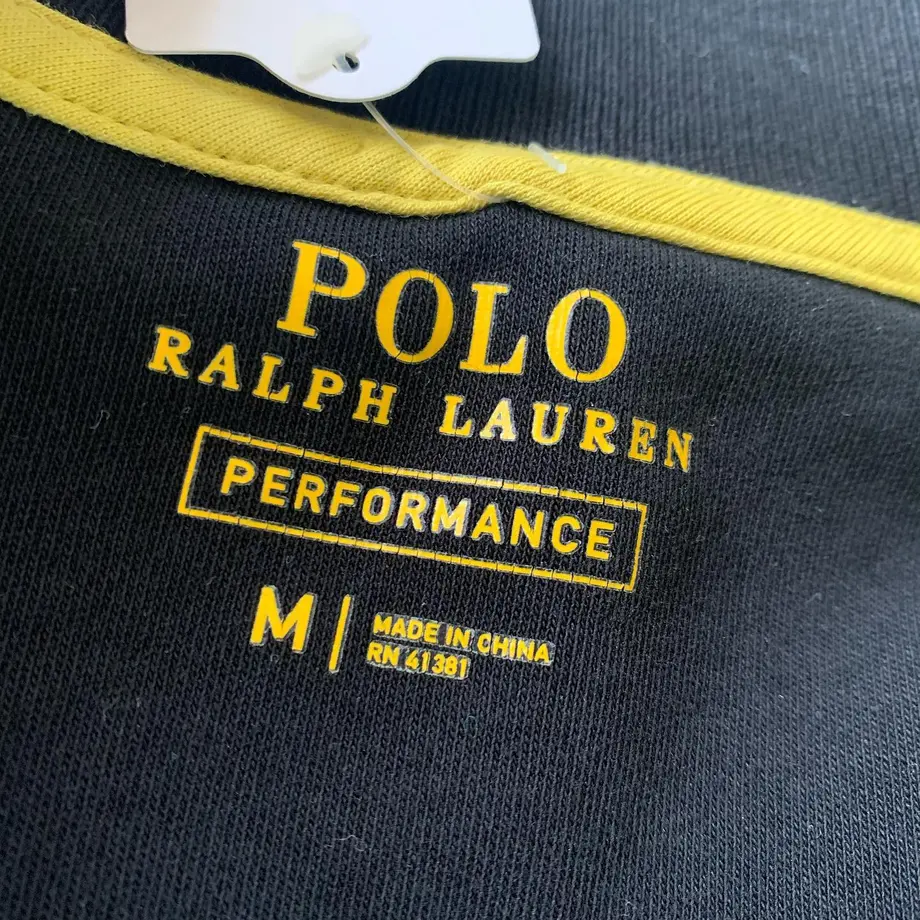 POLO
RALPH LAUREN
PERFORMANCE
M
MADE IN CHINA
RN 41381